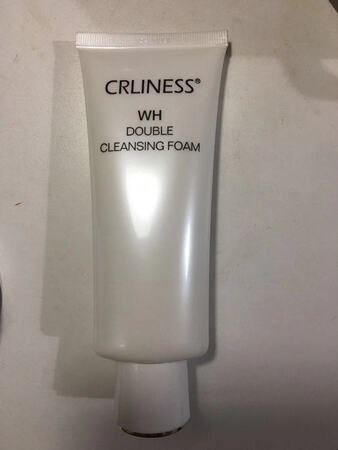 CRLINESS®
WH
DOUBLE
CLEANSING FOAM